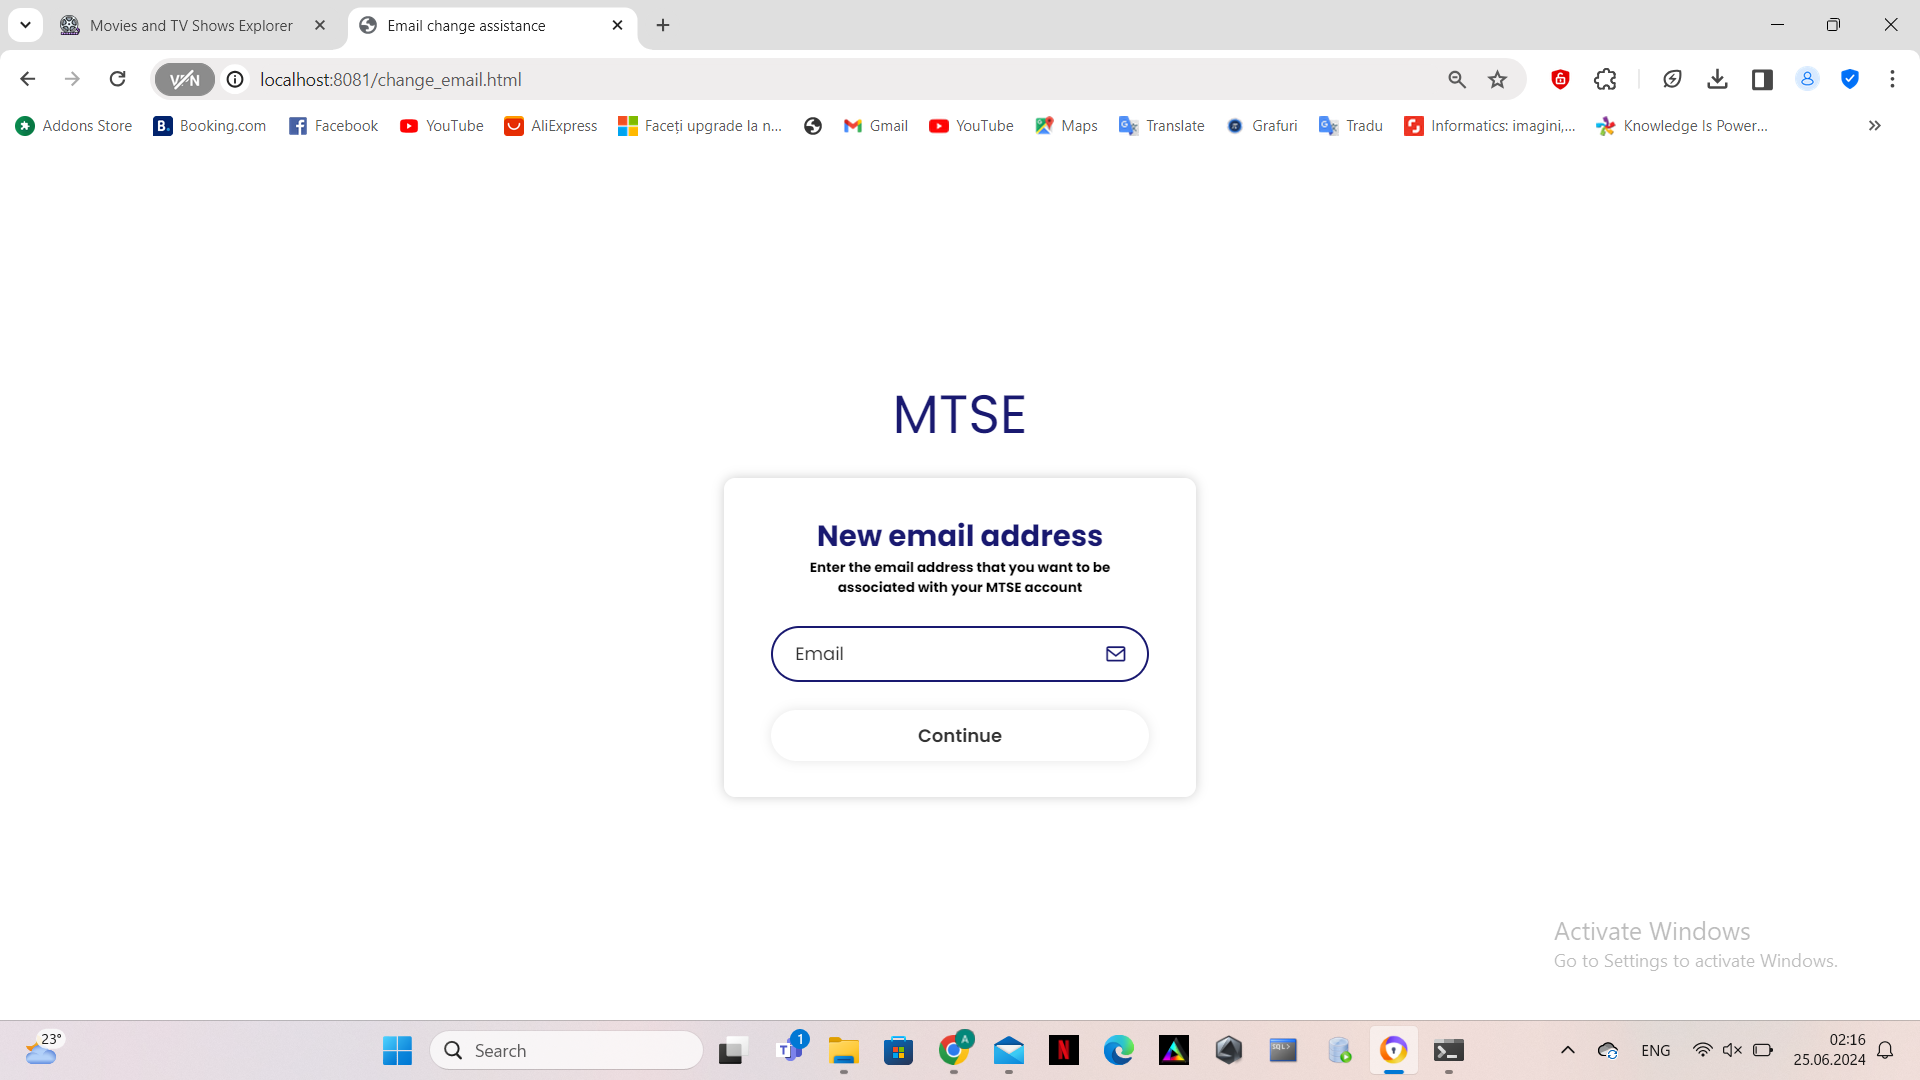 Movies and TV Shows Explorer
Email change assistance
VPN
localhost:8081/change_email.html
Addons Store
B. Booking.com
Facebook
YouTube
AliExpress
Faceți upgrade la n...
Gmail
YouTube
Maps
Translate
Grafuri
Tradu
Informatics: imagini,...
Knowledge Is Power...
MTSE
New email address
Enter the email address that you want to be
associated with your MTSE account
Email
Continue
Activate Windows
Go to Settings to activate Windows.
23°
Search
T
1
A
N
SQL>
ENG
02:16
25.06.2024